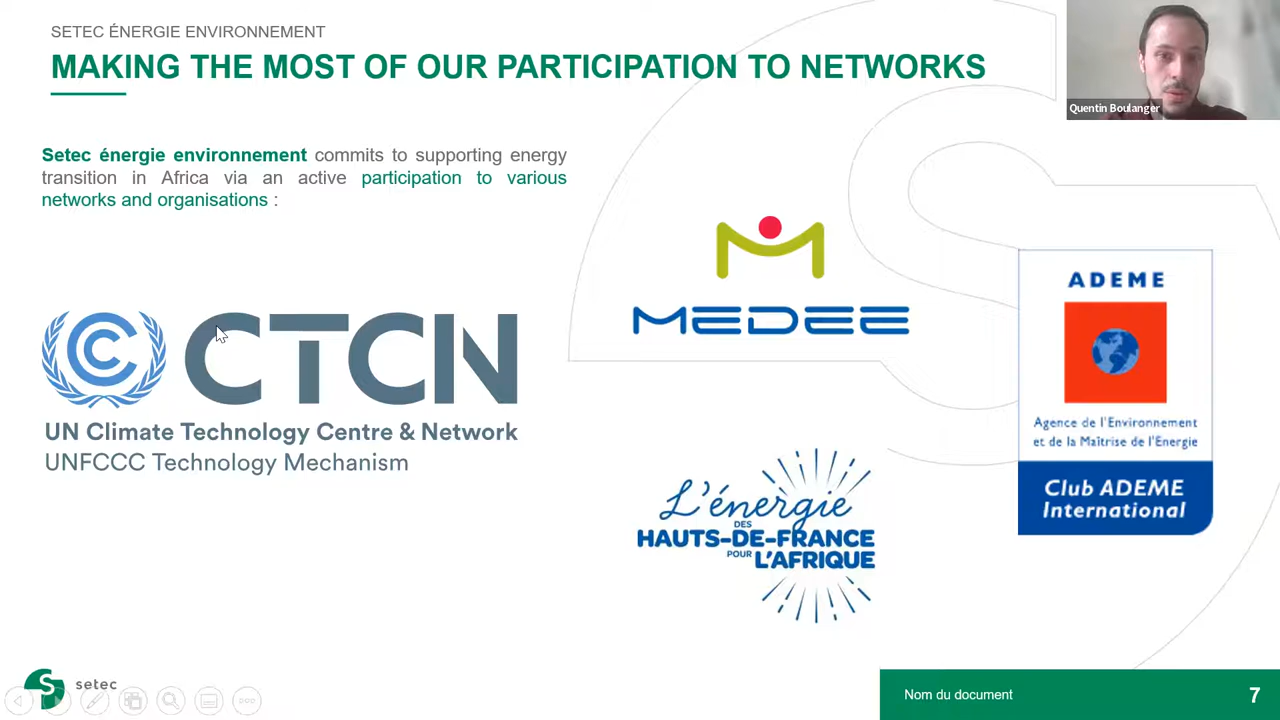 SETEC ÉNERGIE ENVIRONNEMENT
MAKING THE MOST OF OUR PARTICIPATION TO NETWORKS
Quentin Boulanger
Setec énergie environnement commits to supporting energy
transition in Africa via an active participation to various
networks and organisations :
MEDEE
ADEME
Agence de l'Environnement
et de la Maîtrise de l'Energie
Club ADEME
International
CTCN
UN Climate Technology Centre & Network
UNFCCC Technology Mechanism
L'énergie
DES
HAUTS-DE-FRANCE
POUR L'AFRIQUE
S setec
Nom du document
7